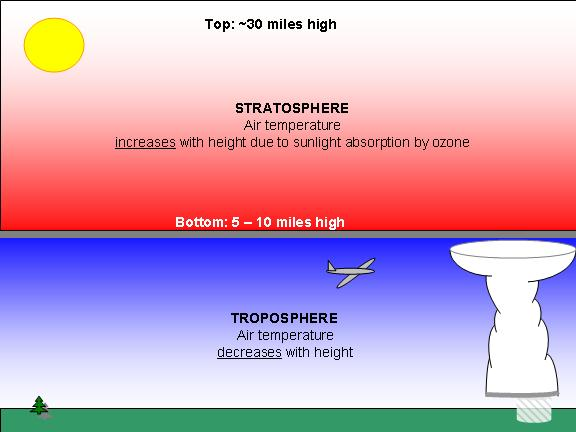 Top: ~30 miles high
STRATOSPHERE
Air temperature
increases with height due to sunlight absorption by ozone
Bottom: 5 – 10 miles high
TROPOSPHERE
Air temperature
decreases with height